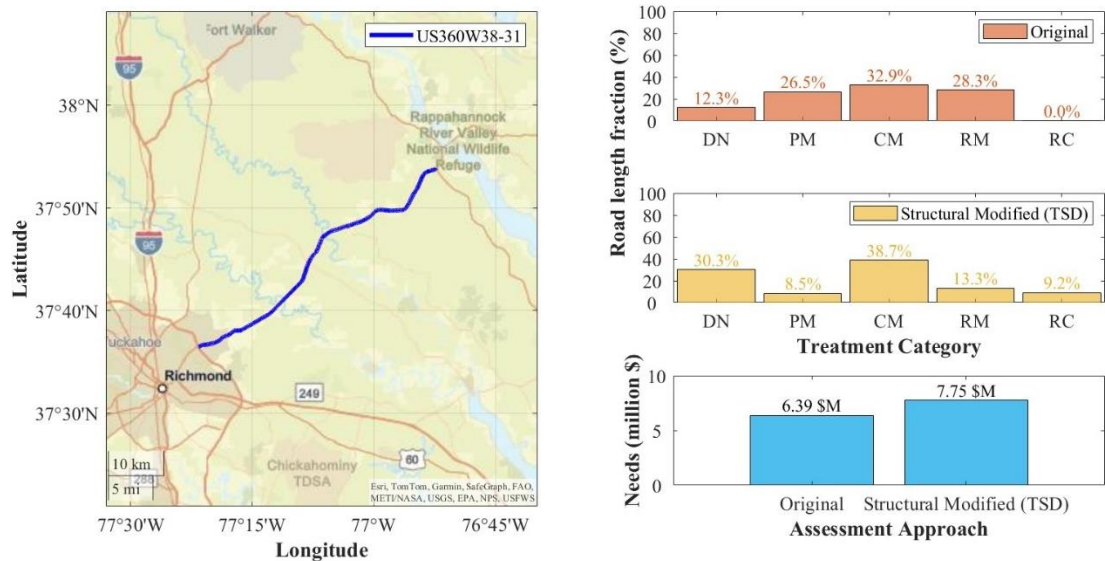 US360W38-31
Fort Walker
95
38°N
Rappahannock
River Valley
National Wildlife
Refuge
37°50'N
95
Latitude
37°40'N
uckahoe
Richmond
249
37°30'N
60
10 km
Chickahominy
TDSA
288
5 mi
Esri, TomTom, Garmin, SafeGraph, FAO,
METI/NASA, USGS, EPA, NPS, USFWS
77°30'W 77°15'W 77°W 76°45'W
Longitude
Road length fraction (%)
100
80
60
40
20
0
Original
12.3% 26.5% 32.9% 28.3% 0.0%
DN PM CM RM RC
100
80
60
40
20
0
Structural Modified (TSD)
30.3% 8.5% 38.7% 13.3% 9.2%
DN PM CM RM RC
Treatment Category
Needs (million $)
10
5
0
6.39 $M 7.75 $M
Original Structural Modified (TSD)
Assessment Approach